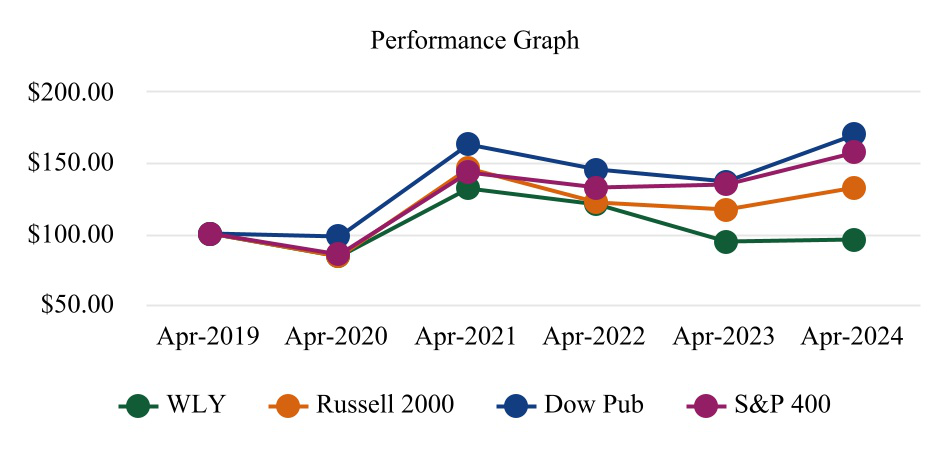 Performance Graph
$200.00
$150.00
$100.00
$50.00
Apr-2019 Apr-2020 Apr-2021 Apr-2022 Apr-2023 Apr-2024
WLY Russell 2000 Dow Pub S&P 400